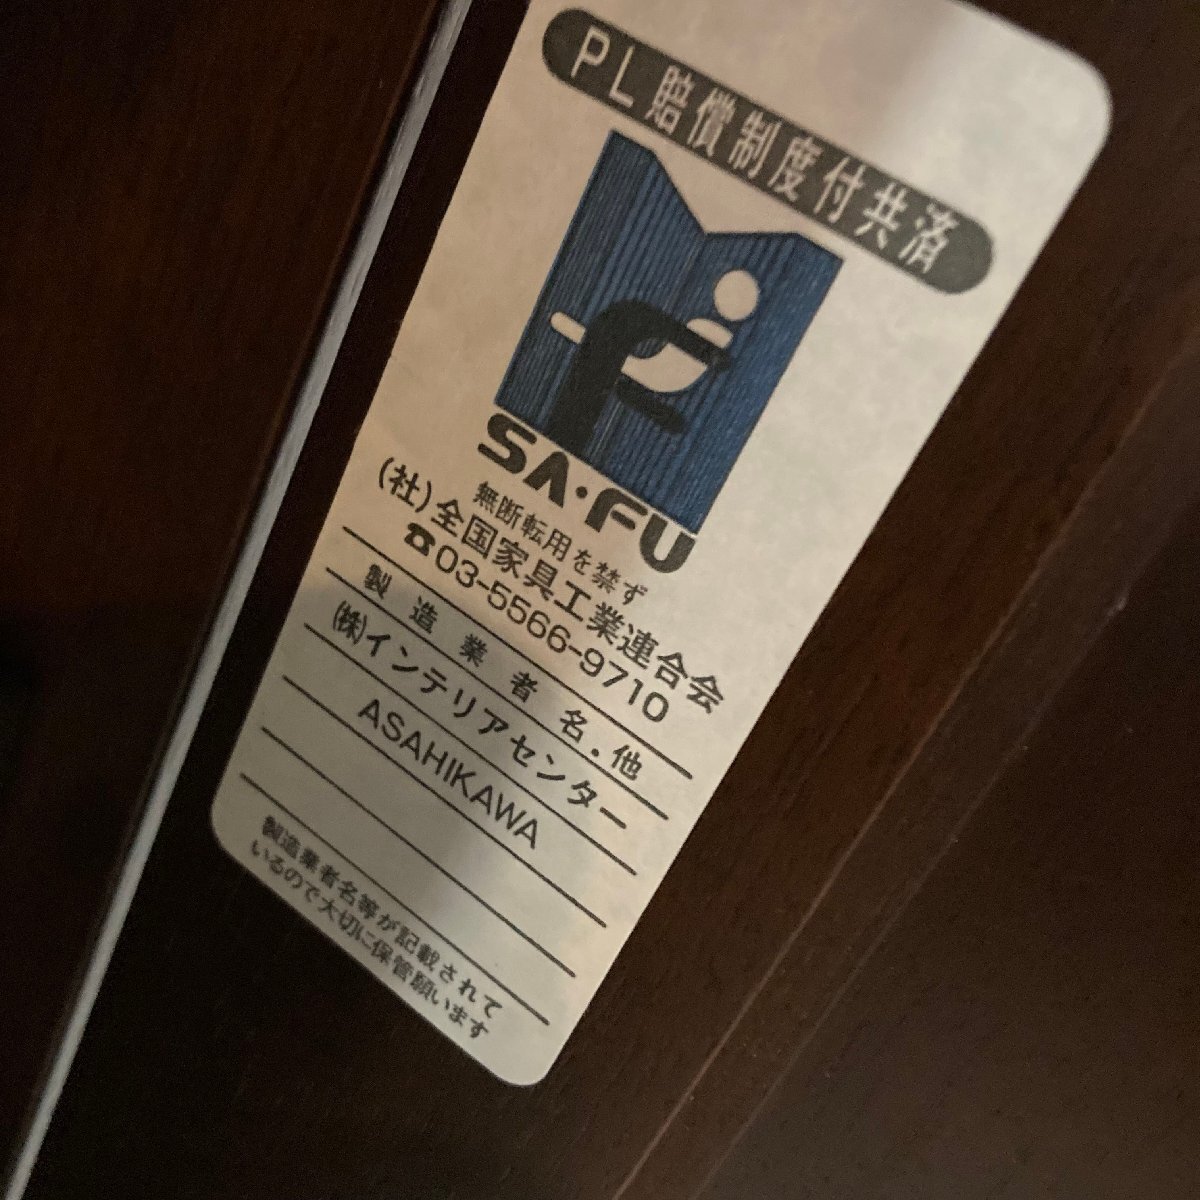 PL賠償制度付共済
SA・FU
無断転用を禁ず
(社)全国家具工業連合会
☎03-5566-9710
製造業者名.他
㈱インテリアセンター
ASAHIKAWA
製造業者名等が記載されて
いるので大切に保管願います